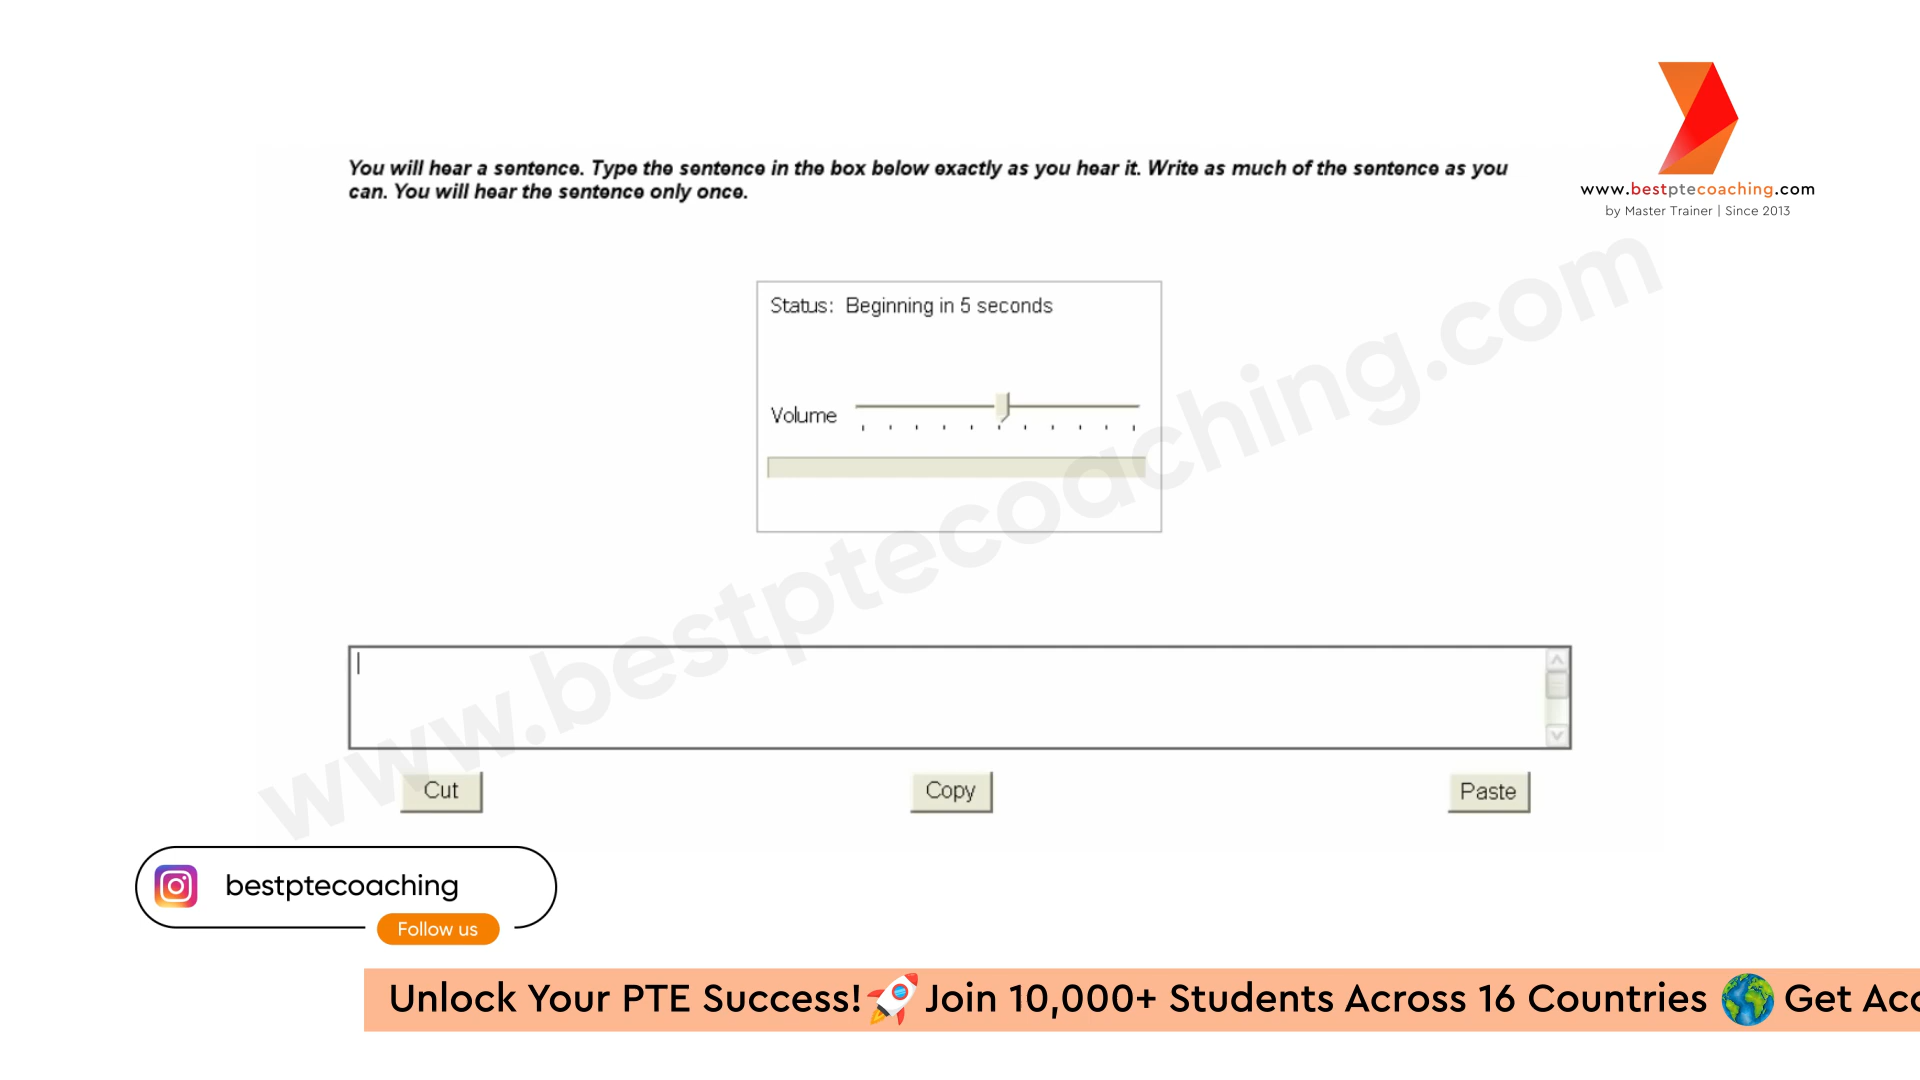 You will hear a sentence. Type the sentence in the box below exactly as you hear it. Write as much of the sentence as you
can. You will hear the sentence only once.
www.bestptecoaching.com
by Master Trainer | Since 2013
Status: Beginning in 5 seconds
Volume
www.bestptecoaching.com
Cut
Copy
Paste
bestptecoaching
Follow us
Unlock Your PTE Success!🚀Join 10,000+ Students Across 16 Countries 🌍 Get Acc